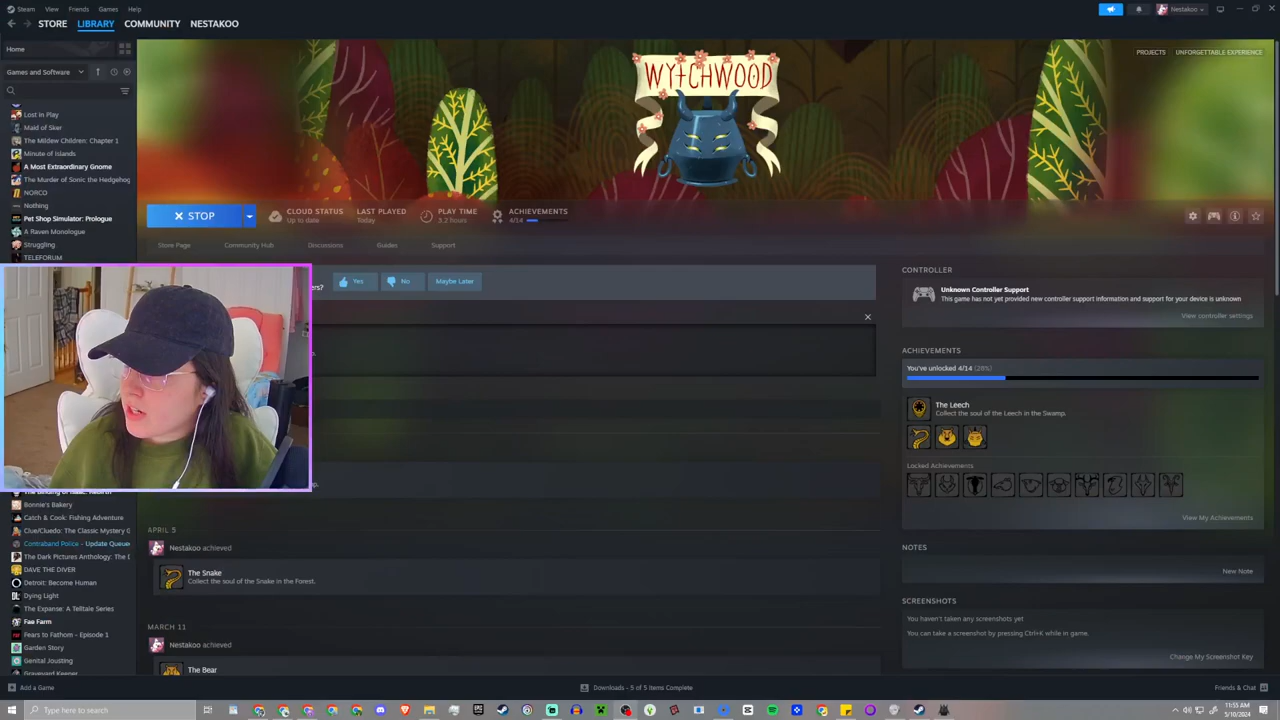 Steam View Friends Games Help
Nestakoo
STORE LIBRARY COMMUNITY NESTAKOO
Home
Games and Software
PROJECTS UNFORGETTABLE EXPERIENCE
WYTCHWOOD
Lost in Play
Maid of Sker
The Mildew Children: Chapter 1
Minute of Islands
A Most Extraordinary Gnome
The Murder of Sonic the Hedgehog
NORCO
Nothing
Pet Shop Simulator: Prologue
A Raven Monologue
Struggling
TELEFORUM
STOP
CLOUD STATUS
Up to date
LAST PLAYED
Today
PLAY TIME
3.2 hours
ACHIEVEMENTS
4/14
Store Page Community Hub Discussions Guides Support
ers? Yes No Maybe Later
CONTROLLER
Unknown Controller Support
This game has not yet provided new controller support information and support for your device is unknown
View controller settings
ACHIEVEMENTS
You've unlocked 4/14 (28%)
The Leech
Collect the soul of the Leech in the Swamp.
Locked Achievements
View My Achievements
NOTES
New Note
SCREENSHOTS
You haven't taken any screenshots yet
You can take a screenshot by pressing Ctrl+K while in game.
Change My Screenshot Key
The Binding of Isaac: Rebirth
Bonnie's Bakery
Catch & Cook: Fishing Adventure
Clue/Cluedo: The Classic Mystery G
Contraband Police - Update Queue
The Dark Pictures Anthology: The D
DAVE THE DIVER
Detroit: Become Human
Dying Light
The Expanse: A Telltale Series
Fae Farm
Fears to Fathom - Episode 1
Garden Story
Genital Jousting
Graveyard Keeper
APRIL 5
Nestakoo achieved
The Snake
Collect the soul of the Snake in the Forest.
MARCH 11
Nestakoo achieved
The Bear
Add a Game
Downloads - 5 of 5 Items Complete
Friends & Chat
Type here to search
11:55 AM
5/10/2024